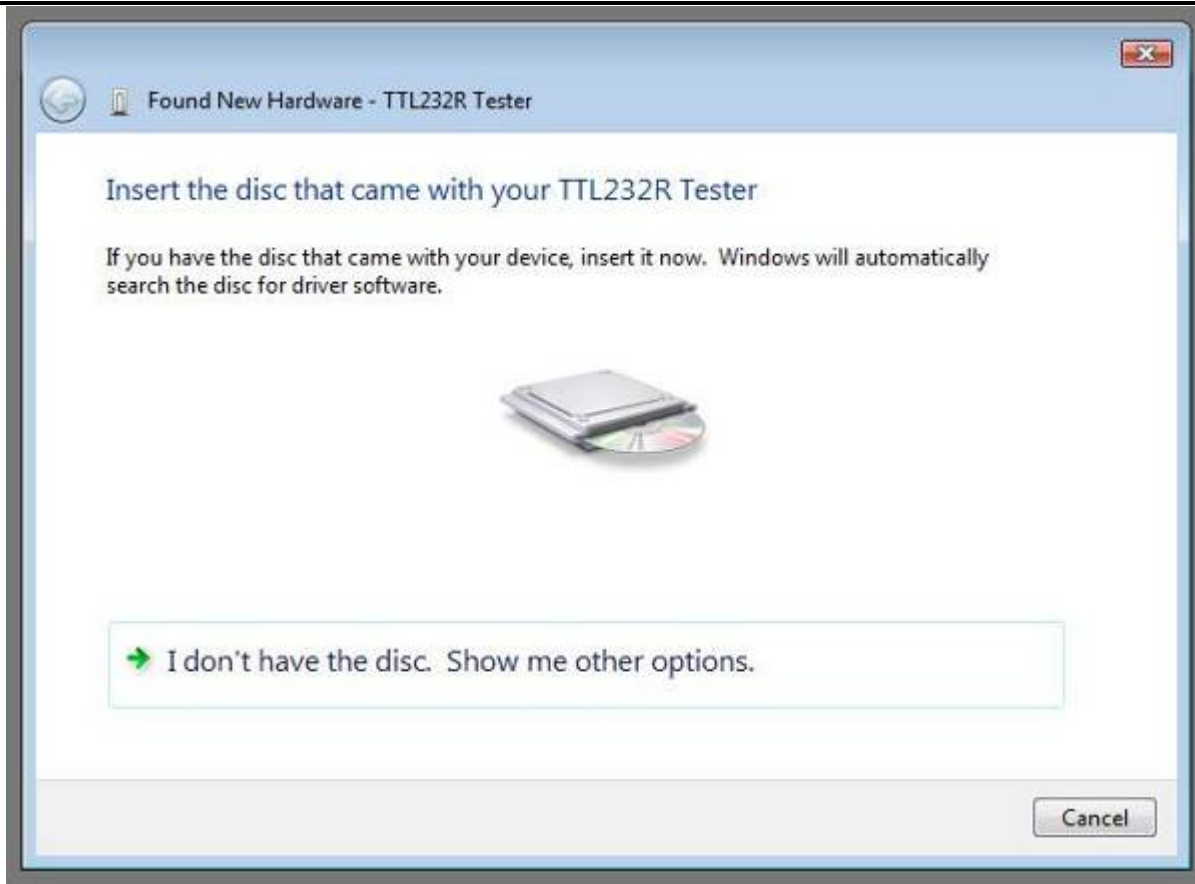 Found New Hardware - TTL232R Tester
Insert the disc that came with your TTL232R Tester
If you have the disc that came with your device, insert it now.  Windows will automatically
search the disc for driver software.
I don't have the disc.  Show me other options.
Cancel